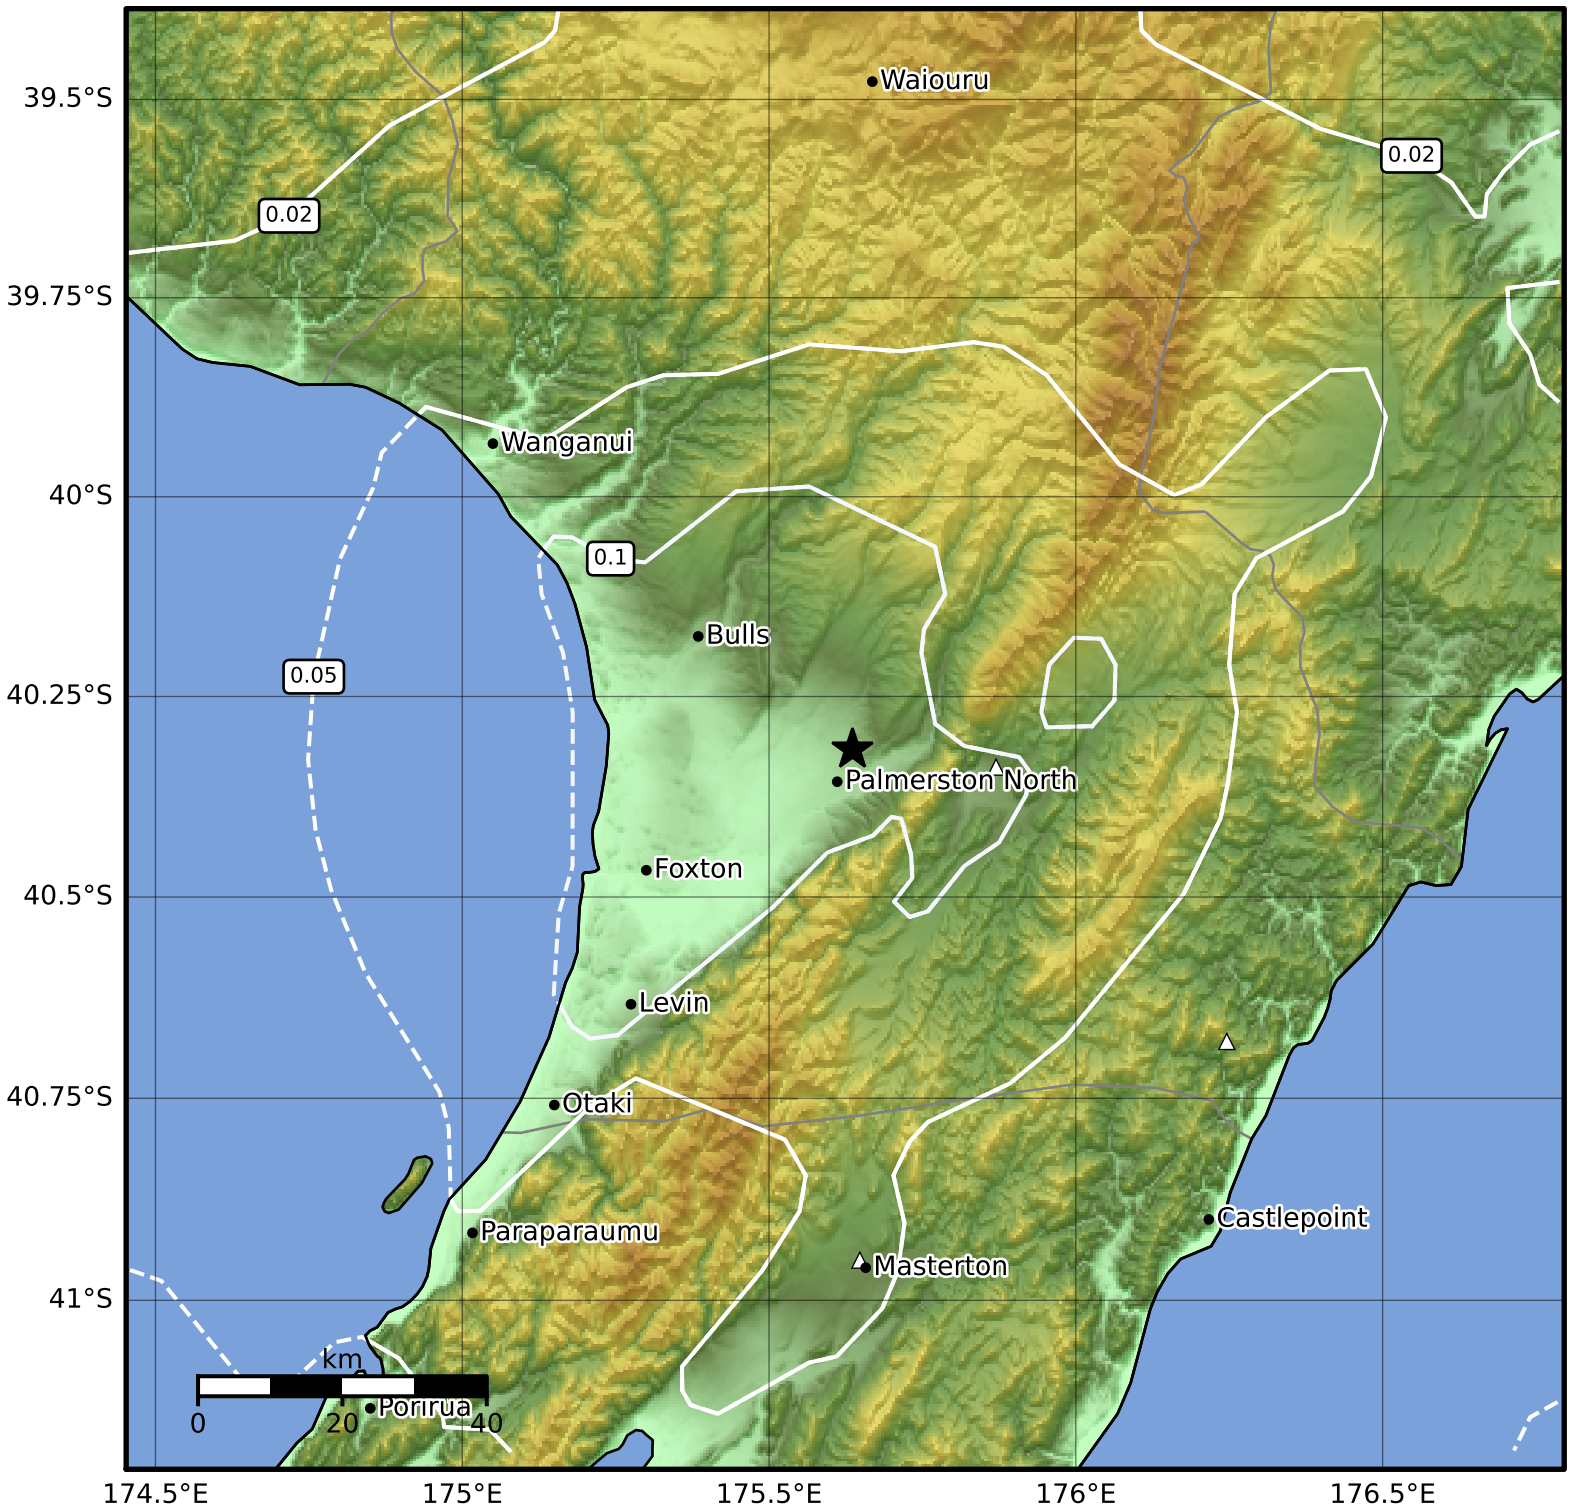 Waiouru
39.5°S
0.02
0.02
39.75°S
Wanganui
40°S
0.1
Bulls
0.05
40.25°S
Palmerston North
Foxton
40.5°S
Levin
40.75°S
Otaki
Castlepoint
Paraparaumu
Masterton
41°S
km
Porirua
0 20 40
174.5°E 175°E 175.5°E 176°E 176.5°E